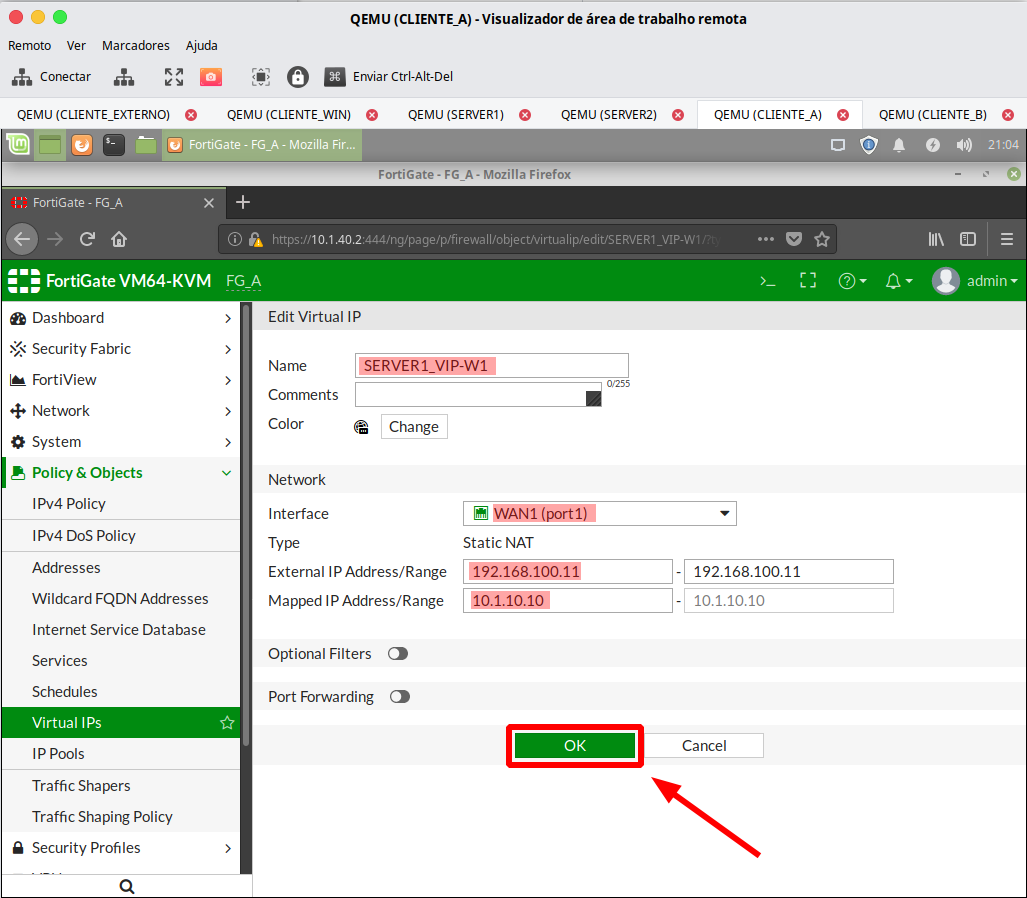 QEMU (CLIENTE_A) - Visualizador de área de trabalho remota
Remoto Ver Marcadores Ajuda
Conectar Enviar Ctrl-Alt-Del
QEMU (CLIENTE_EXTERNO) QEMU (CLIENTE_WIN) QEMU (SERVER1) QEMU (SERVER2) QEMU (CLIENTE_A) QEMU (CLIENTE_B)
FortiGate - FG_A - Mozilla Fir... 21:04
FortiGate - FG_A - Mozilla Firefox
FortiGate - FG_A
https://10.1.40.2:444/ng/page/p/firewall/object/virtualip/edit/SERVER1_VIP-W1/?ty
FortiGate VM64-KVM FG_A admin
Dashboard
Security Fabric
FortiView
Network
System
Policy & Objects
IPv4 Policy
IPv4 DoS Policy
Addresses
Wildcard FQDN Addresses
Internet Service Database
Services
Schedules
Virtual IPs
IP Pools
Traffic Shapers
Traffic Shaping Policy
Security Profiles
Edit Virtual IP
Name SERVER1_VIP-W1
Comments 0/255
Color Change
Network
Interface WAN1 (port1)
Type Static NAT
External IP Address/Range 192.168.100.11 - 192.168.100.11
Mapped IP Address/Range 10.1.10.10 - 10.1.10.10
Optional Filters
Port Forwarding
OK Cancel